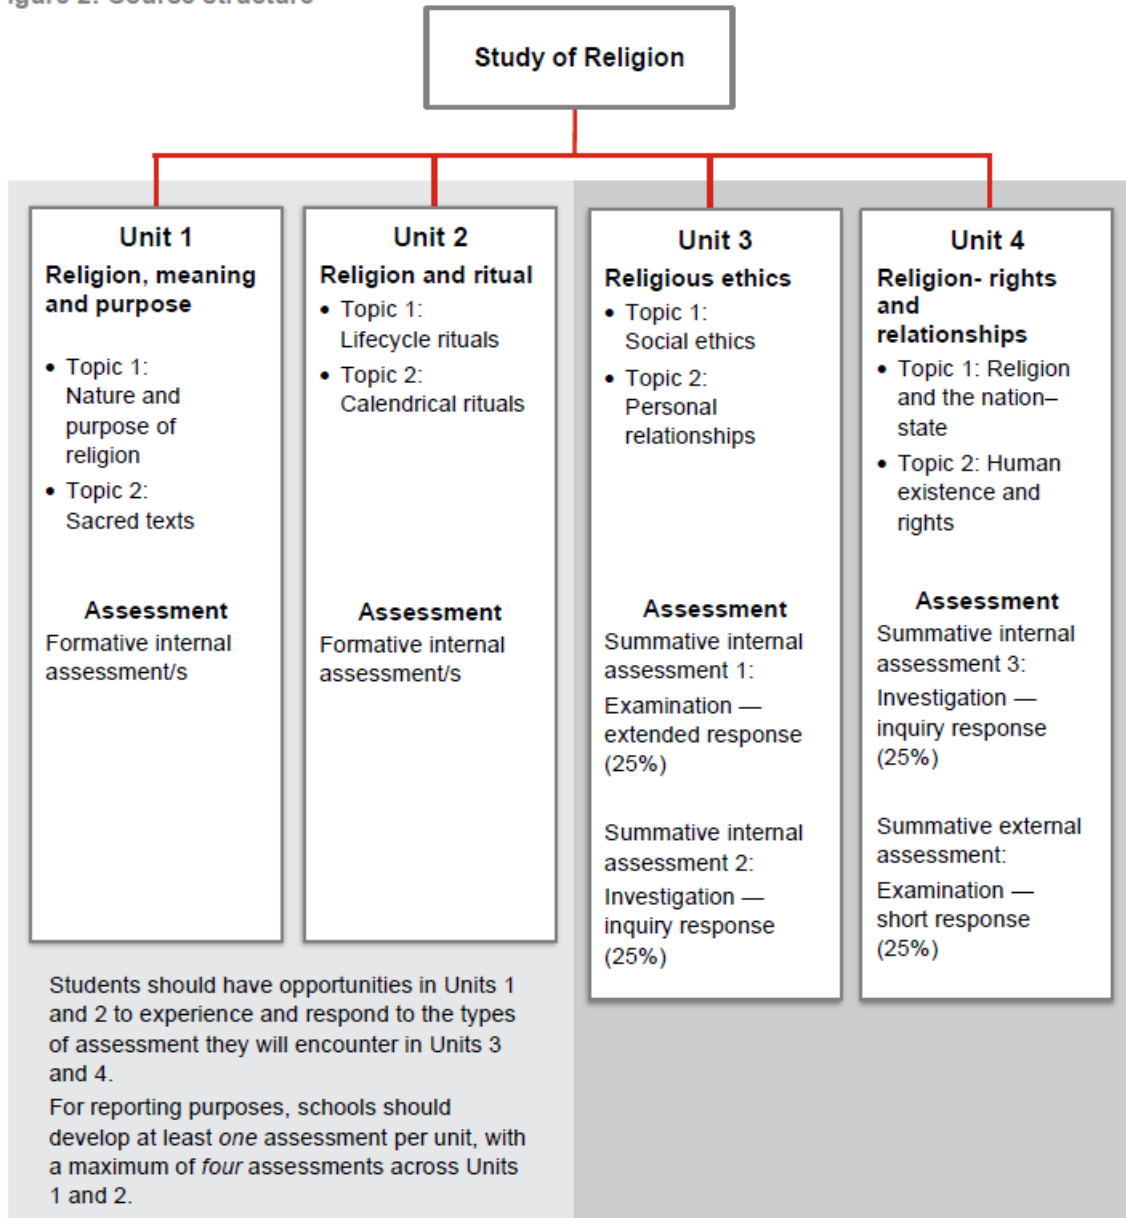 Figure 2: Course structure
Study of Religion
Unit 1
Religion, meaning
and purpose
• Topic 1:
Nature and
purpose of
religion
• Topic 2:
Sacred texts
Assessment
Formative internal
assessment/s
Unit 2
Religion and ritual
• Topic 1:
Lifecycle rituals
• Topic 2:
Calendrical rituals
Assessment
Formative internal
assessment/s
Unit 3
Religious ethics
• Topic 1:
Social ethics
• Topic 2:
Personal
relationships
Assessment
Summative internal
assessment 1:
Examination —
extended response
(25%)
Summative internal
assessment 2:
Investigation —
inquiry response
(25%)
Unit 4
Religion- rights
and
relationships
• Topic 1: Religion
and the nation–
state
• Topic 2: Human
existence and
rights
Assessment
Summative internal
assessment 3:
Investigation —
inquiry response
(25%)
Summative external
assessment:
Examination —
short response
(25%)
Students should have opportunities in Units 1
and 2 to experience and respond to the types
of assessment they will encounter in Units 3
and 4.
For reporting purposes, schools should
develop at least one assessment per unit, with
a maximum of four assessments across Units
1 and 2.